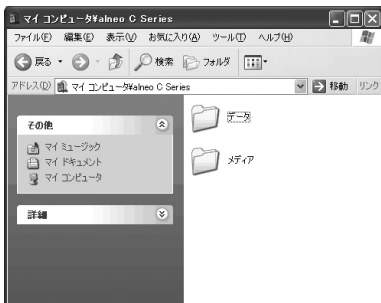 マイ コンピュータ¥alneo C Series
ファイル(F) 編集(E) 表示(V) お気に入り(A) ツール(T) ヘルプ(H)
戻る 検索 フォルダ
アドレス(D) マイ コンピュータ¥alneo C Series 移動 リンク
その他
マイ ミュージック
マイ ドキュメント
マイ コンピュータ
詳細
データ
メディア